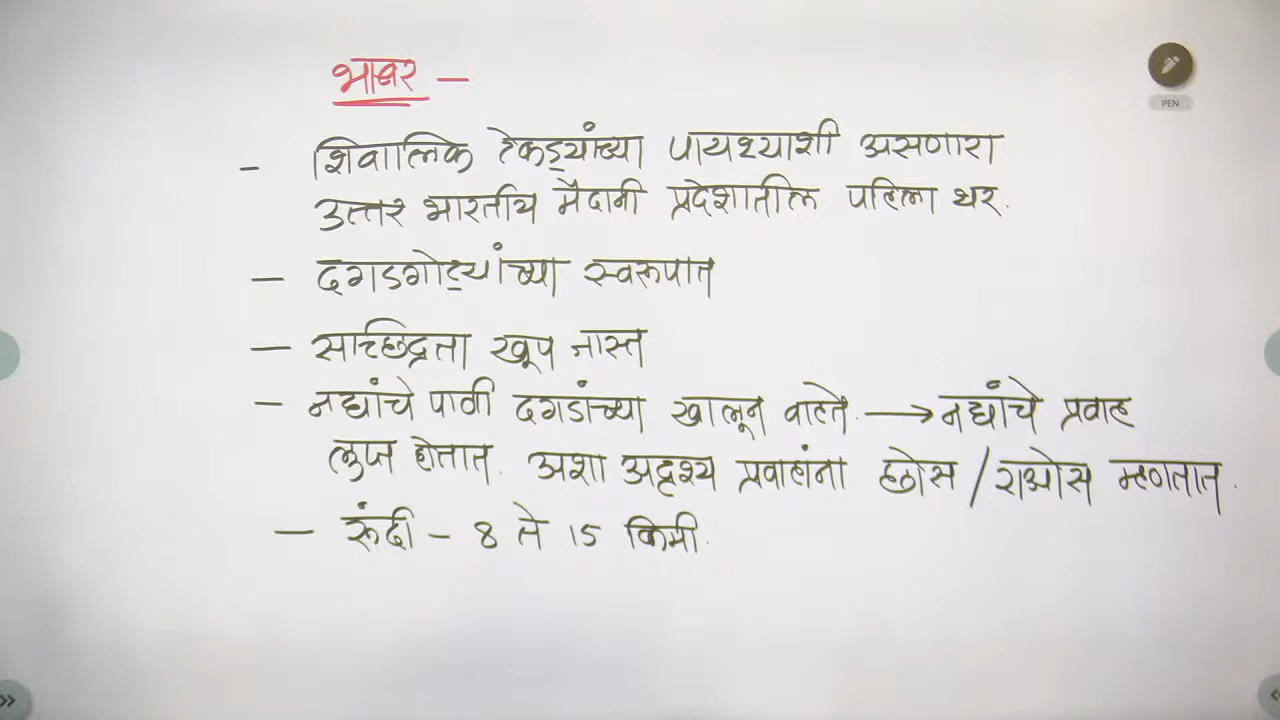 भाबर –
PEN
– शिवालिक टेकड्यांच्या पायथ्याशी असणारा
उत्तर भारतीय मैदानी प्रदेशातील पहिला थर.
– दगडगोट्यांच्या स्वरूपात
– सच्छिद्रता खूप जास्त
– नद्यांचे पाणी दगडांच्या खालून वाहते. → नद्यांचे प्रवाह
लुप्त होतात. अशा अदृश्य प्रवाहांना छोस / राओस म्हणतात.
– रूंदी – 8 ते 15 किमी.